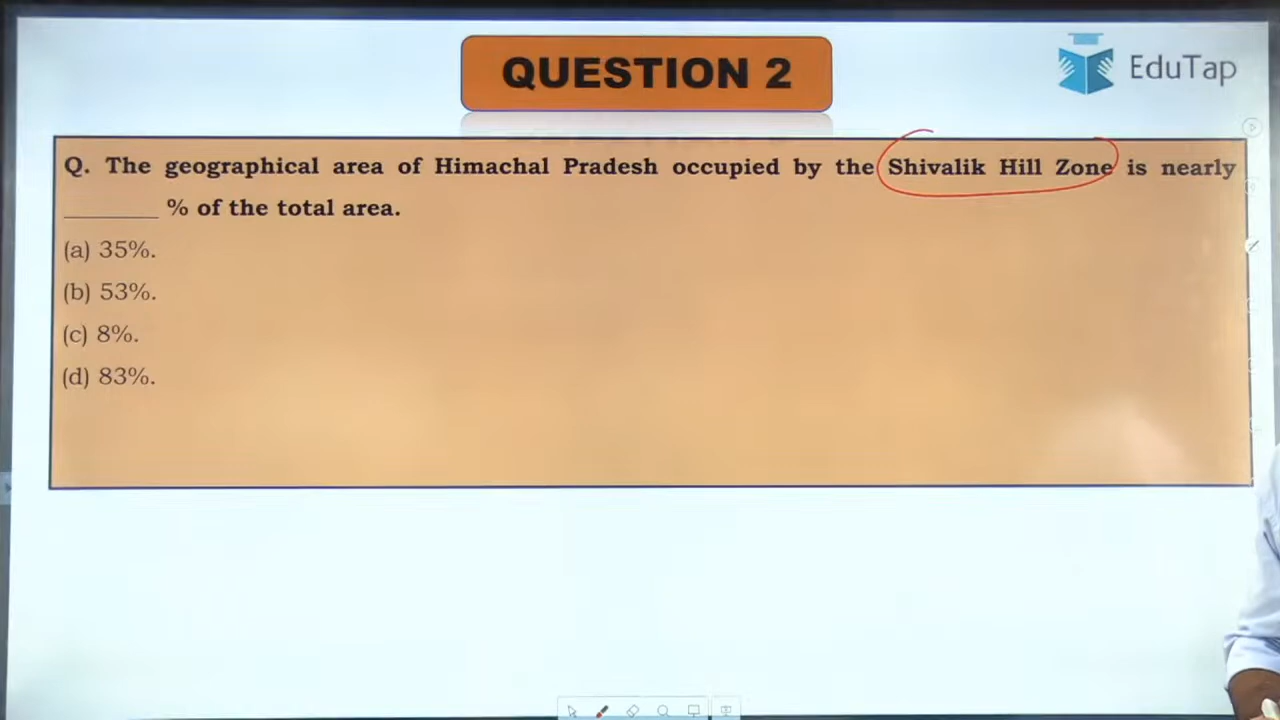 QUESTION 2
EduTap
Q. The geographical area of Himachal Pradesh occupied by the Shivalik Hill Zone is nearly
________ % of the total area.
(a) 35%.
(b) 53%.
(c) 8%.
(d) 83%.